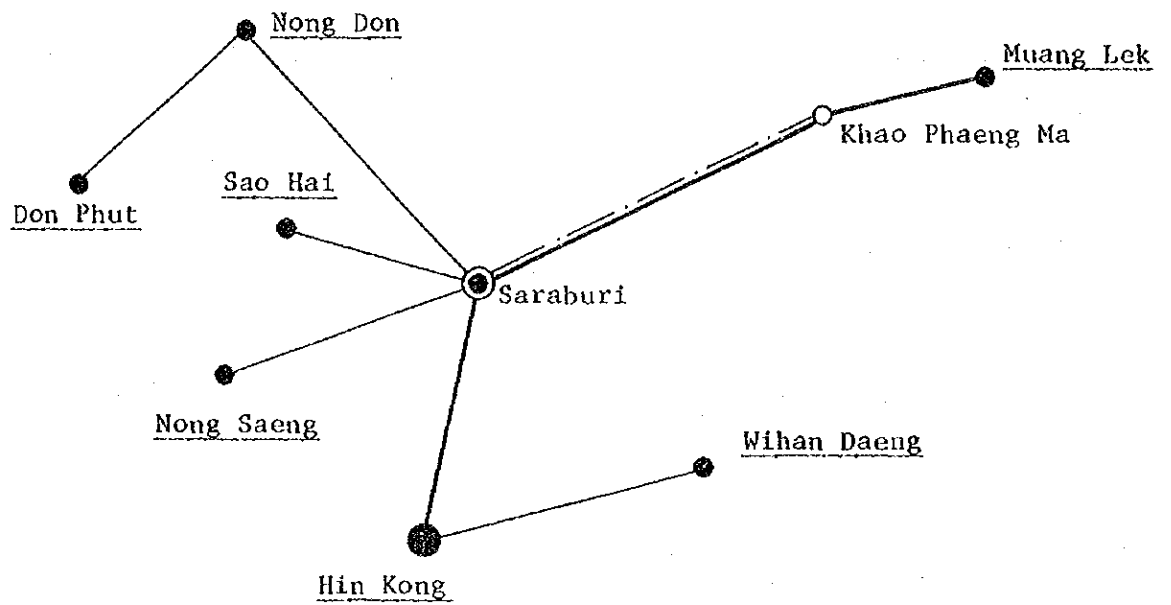 Nong Don
Muang Lek
Khao Phaeng Ma
Sao Hai
Don Phut
Saraburi
Nong Saeng
Wihan Daeng
Hin Kong